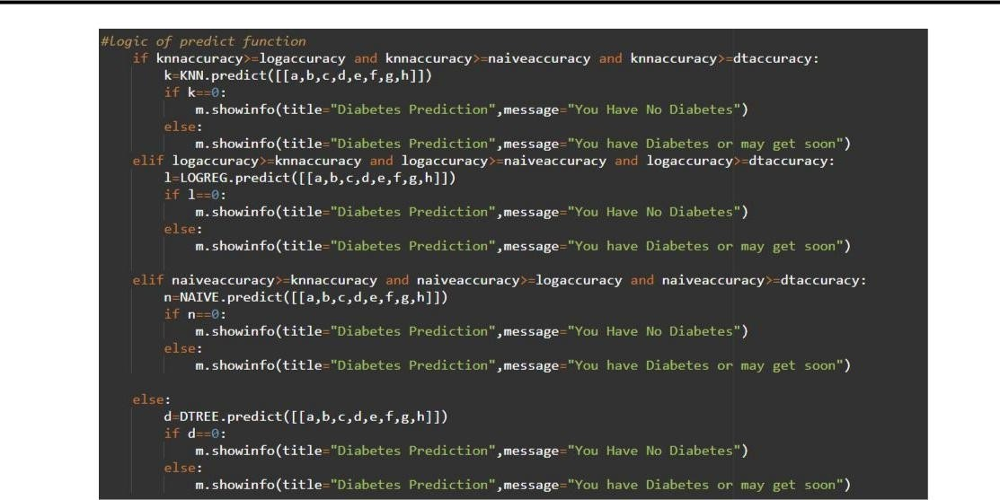 #Logic of predict function
    if knnaccuracy>=logaccuracy and knnaccuracy>=naiveaccuracy and knnaccuracy>=dtaccuracy:
        k=KNN.predict([[a,b,c,d,e,f,g,h]])
        if k==0:
            m.showinfo(title="Diabetes Prediction",message="You Have No Diabetes")
        else:
            m.showinfo(title="Diabetes Prediction",message="You have Diabetes or may get soon")
    elif logaccuracy>=knnaccuracy and logaccuracy>=naiveaccuracy and logaccuracy>=dtaccuracy:
        l=LOGREG.predict([[a,b,c,d,e,f,g,h]])
        if l==0:
            m.showinfo(title="Diabetes Prediction",message="You Have No Diabetes")
        else:
            m.showinfo(title="Diabetes Prediction",message="You have Diabetes or may get soon")
    elif naiveaccuracy>=knnaccuracy and naiveaccuracy>=logaccuracy and naiveaccuracy>=dtaccuracy:
        n=NAIVE.predict([[a,b,c,d,e,f,g,h]])
        if n==0:
            m.showinfo(title="Diabetes Prediction",message="You Have No Diabetes")
        else:
            m.showinfo(title="Diabetes Prediction",message="You have Diabetes or may get soon")
    else:
        d=DTREE.predict([[a,b,c,d,e,f,g,h]])
        if d==0:
            m.showinfo(title="Diabetes Prediction",message="You Have No Diabetes")
        else:
            m.showinfo(title="Diabetes Prediction",message="You have Diabetes or may get soon")